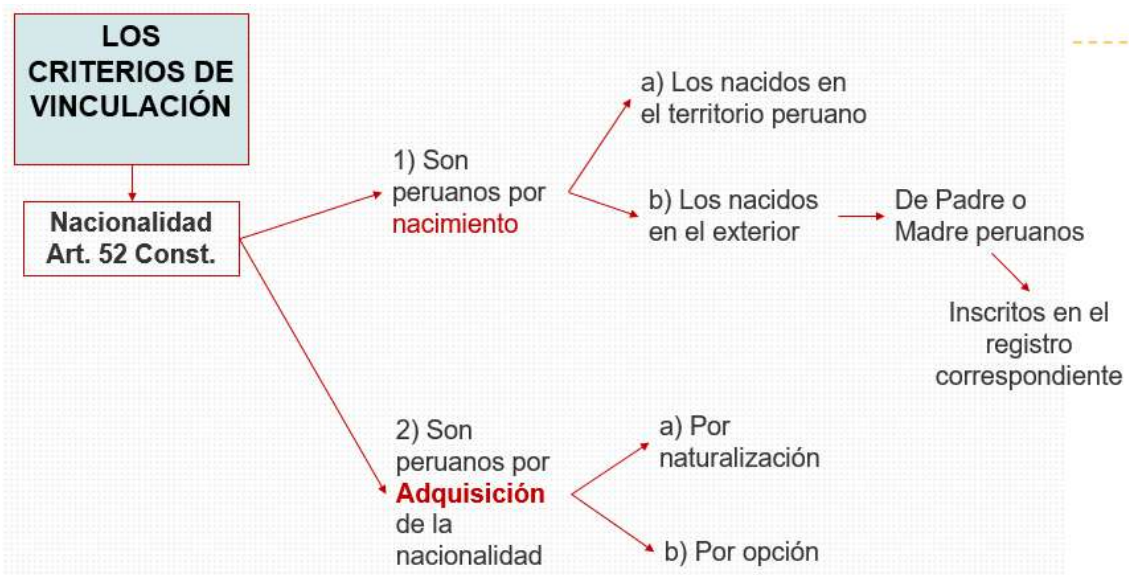 LOS
CRITERIOS DE
VINCULACIÓN
Nacionalidad
Art. 52 Const.
1) Son
peruanos por
nacimiento
a) Los nacidos en
el territorio peruano
b) Los nacidos
en el exterior
De Padre o
Madre peruanos
Inscritos en el
registro
correspondiente
2) Son
peruanos por
Adquisición
de la
nacionalidad
a) Por
naturalización
b) Por opción